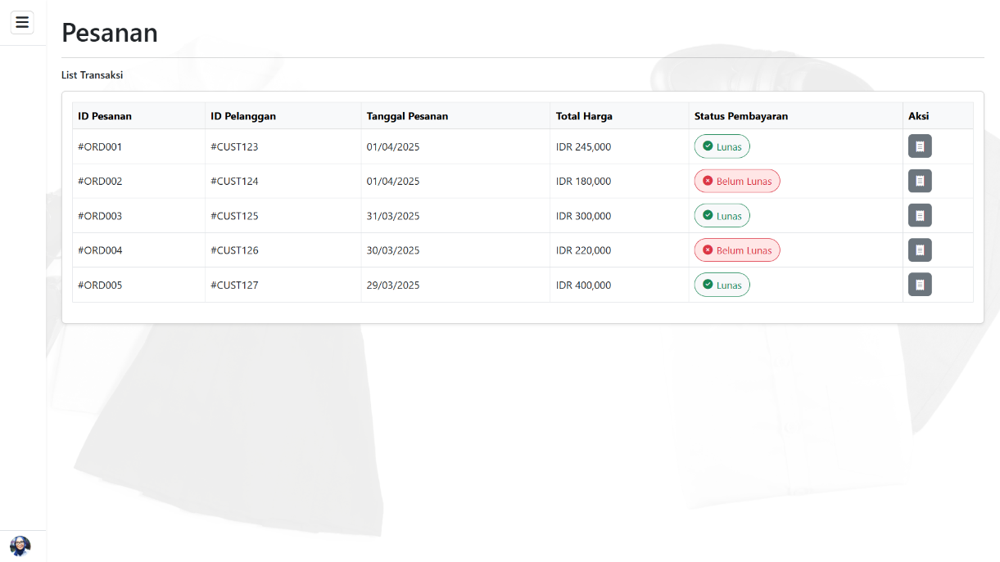 Pesanan
List Transaksi
ID Pesanan ID Pelanggan Tanggal Pesanan Total Harga Status Pembayaran Aksi
#ORD001 #CUST123 01/04/2025 IDR 245,000 Lunas
#ORD002 #CUST124 01/04/2025 IDR 180,000 Belum Lunas
#ORD003 #CUST125 31/03/2025 IDR 300,000 Lunas
#ORD004 #CUST126 30/03/2025 IDR 220,000 Belum Lunas
#ORD005 #CUST127 29/03/2025 IDR 400,000 Lunas